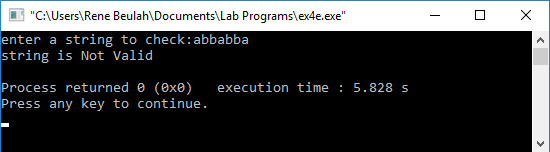 "C:\Users\Rene Beulah\Documents\Lab Programs\ex4e.exe"
enter a string to check:abbabba
string is Not Valid
Process returned 0 (0x0)   execution time : 5.828 s
Press any key to continue.